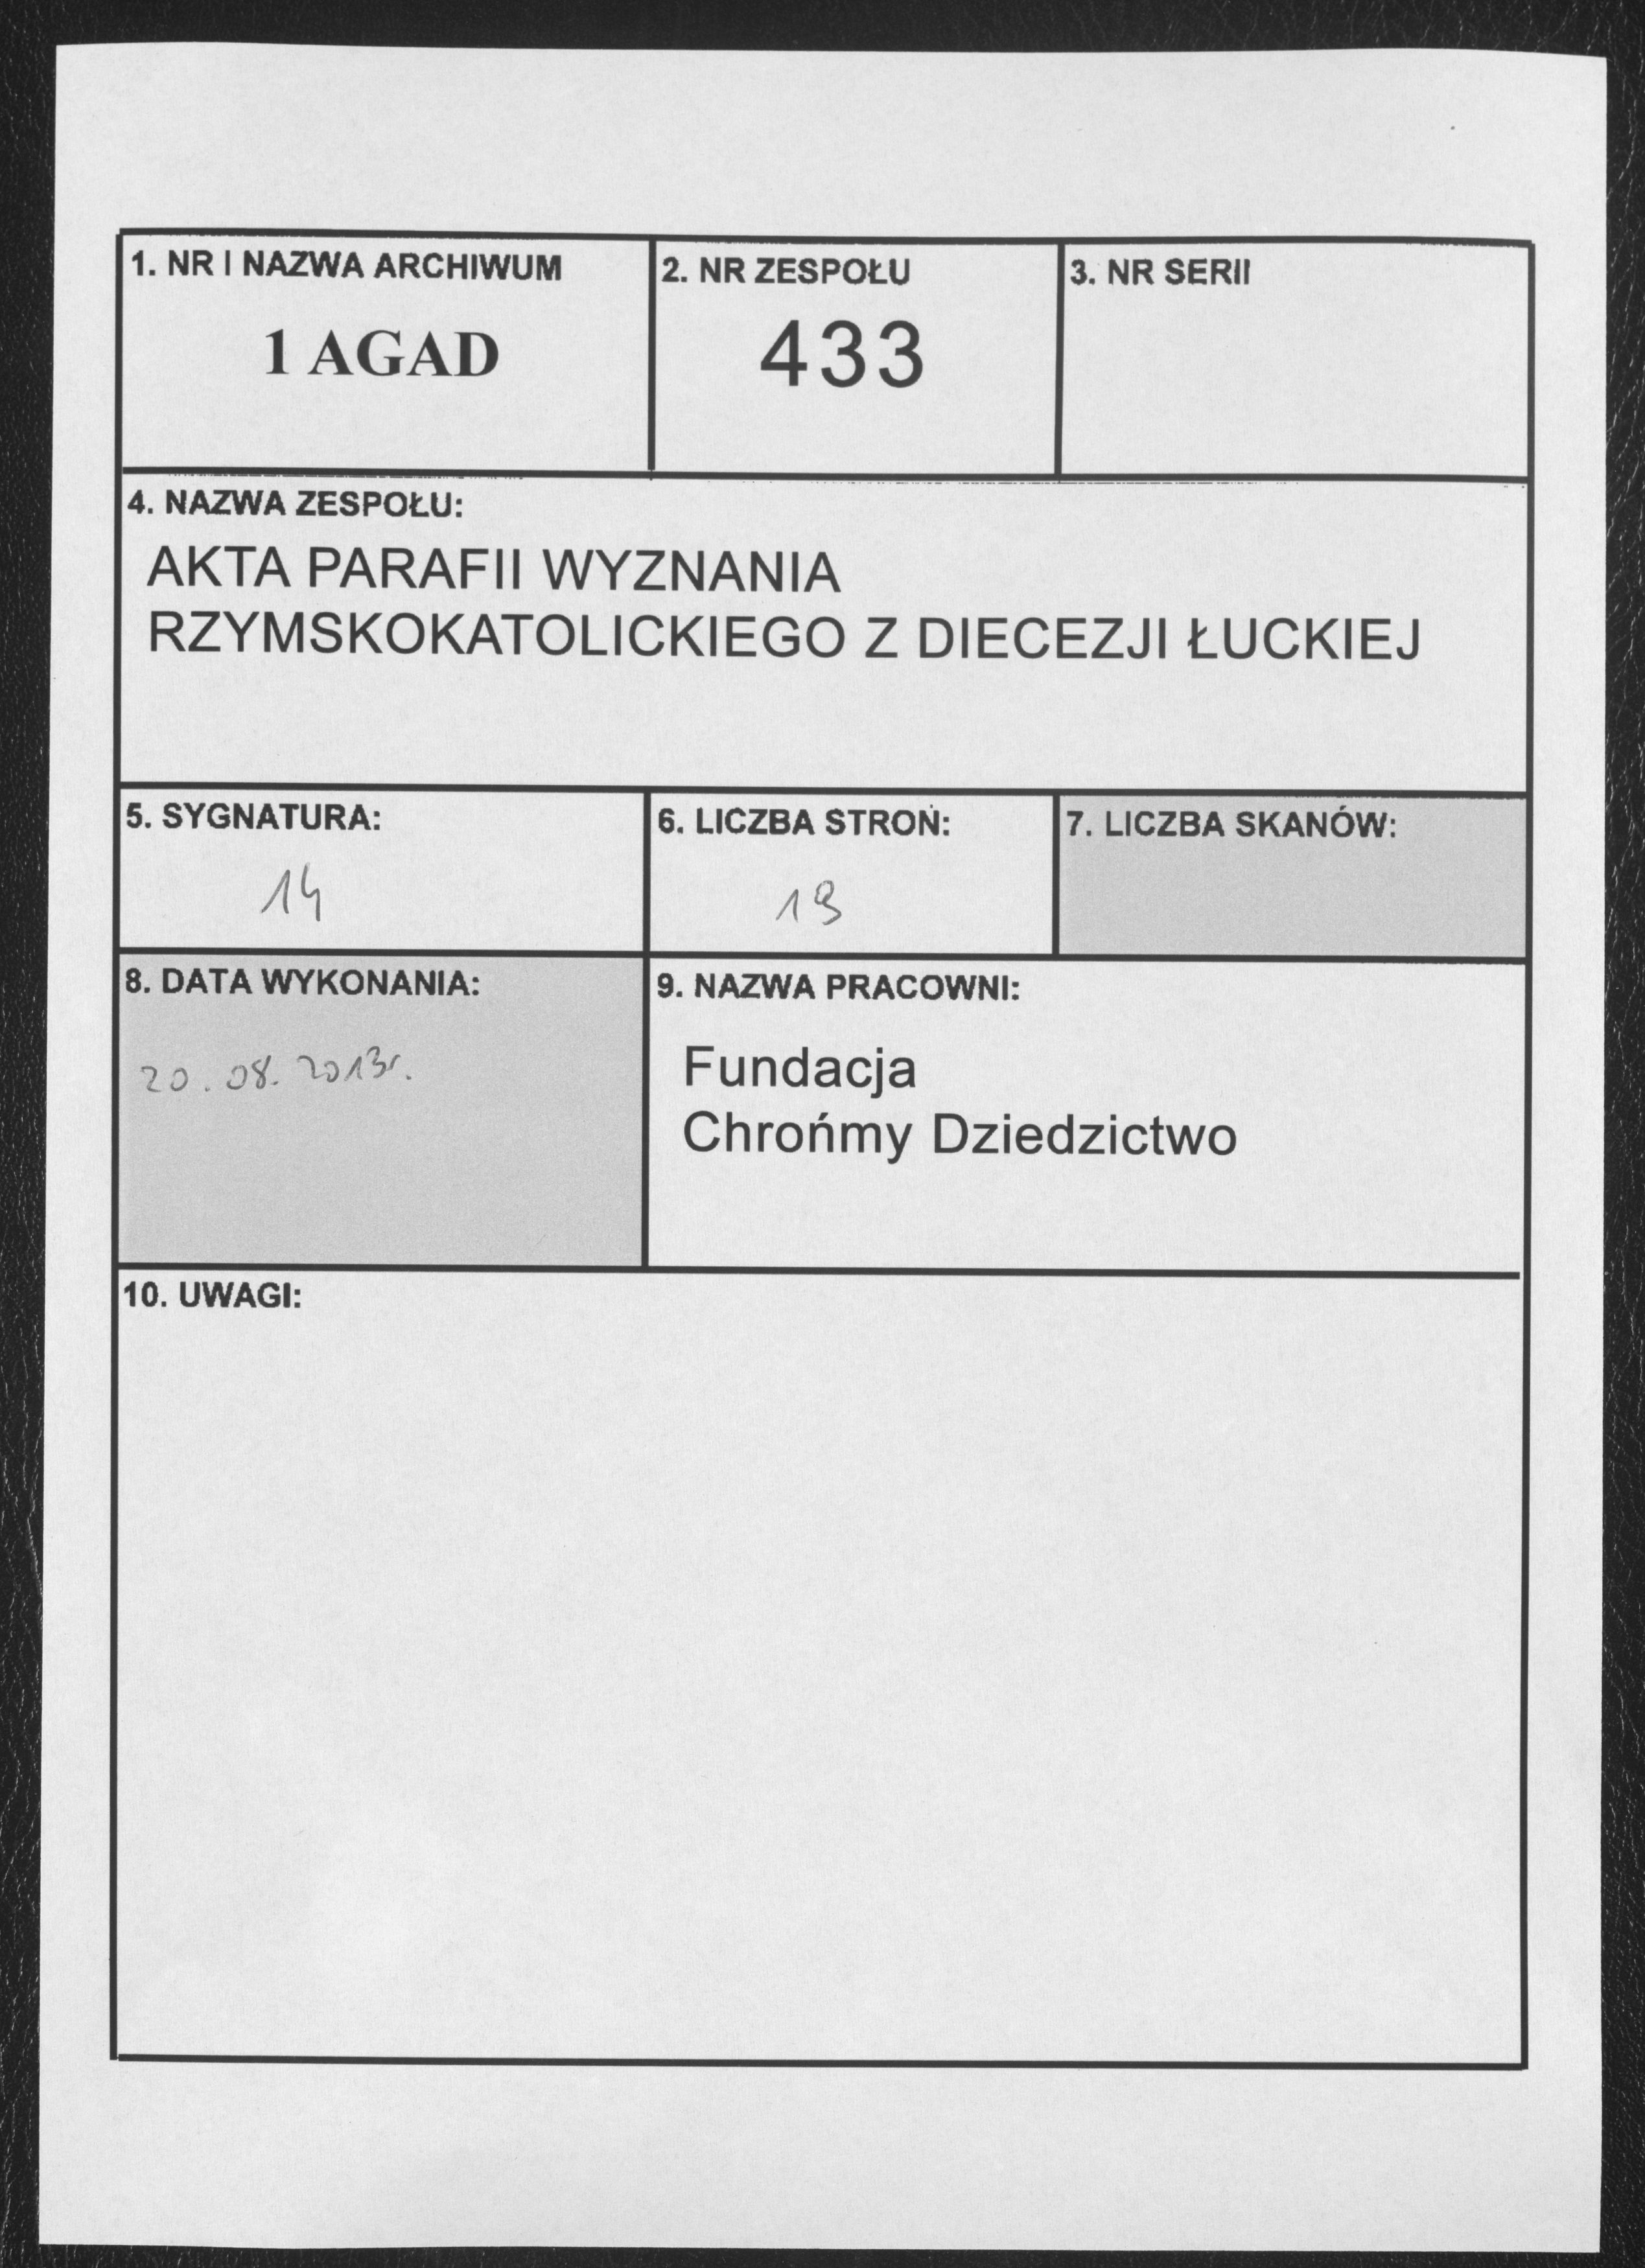 1. NR I NAZWA ARCHIWUM
1 AGAD
2. NR ZESPOŁU
433
3. NR SERII
4. NAZWA ZESPOŁU:
AKTA PARAFII WYZNANIA
RZYMSKOKATOLICKIEGO Z DIECEZJI ŁUCKIEJ
5. SYGNATURA:
14
6. LICZBA STRON:
19
7. LICZBA SKANÓW:
8. DATA WYKONANIA:
20.08.2013r.
9. NAZWA PRACOWNI:
Fundacja
Chrońmy Dziedzictwo
10. UWAGI: